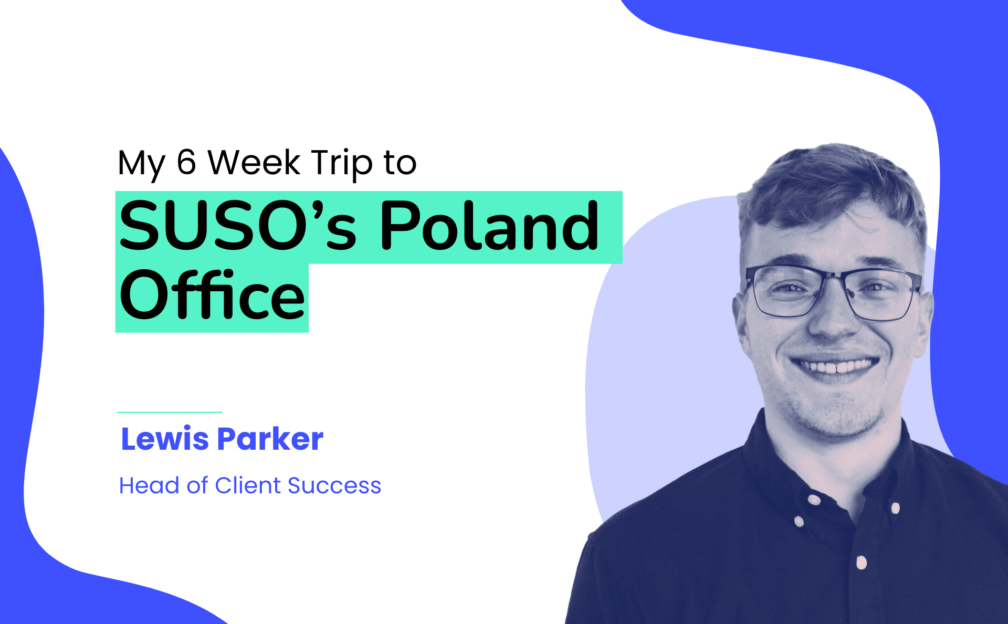 My 6 Week Trip to
SUSO’s Poland
Office
Lewis Parker
Head of Client Success